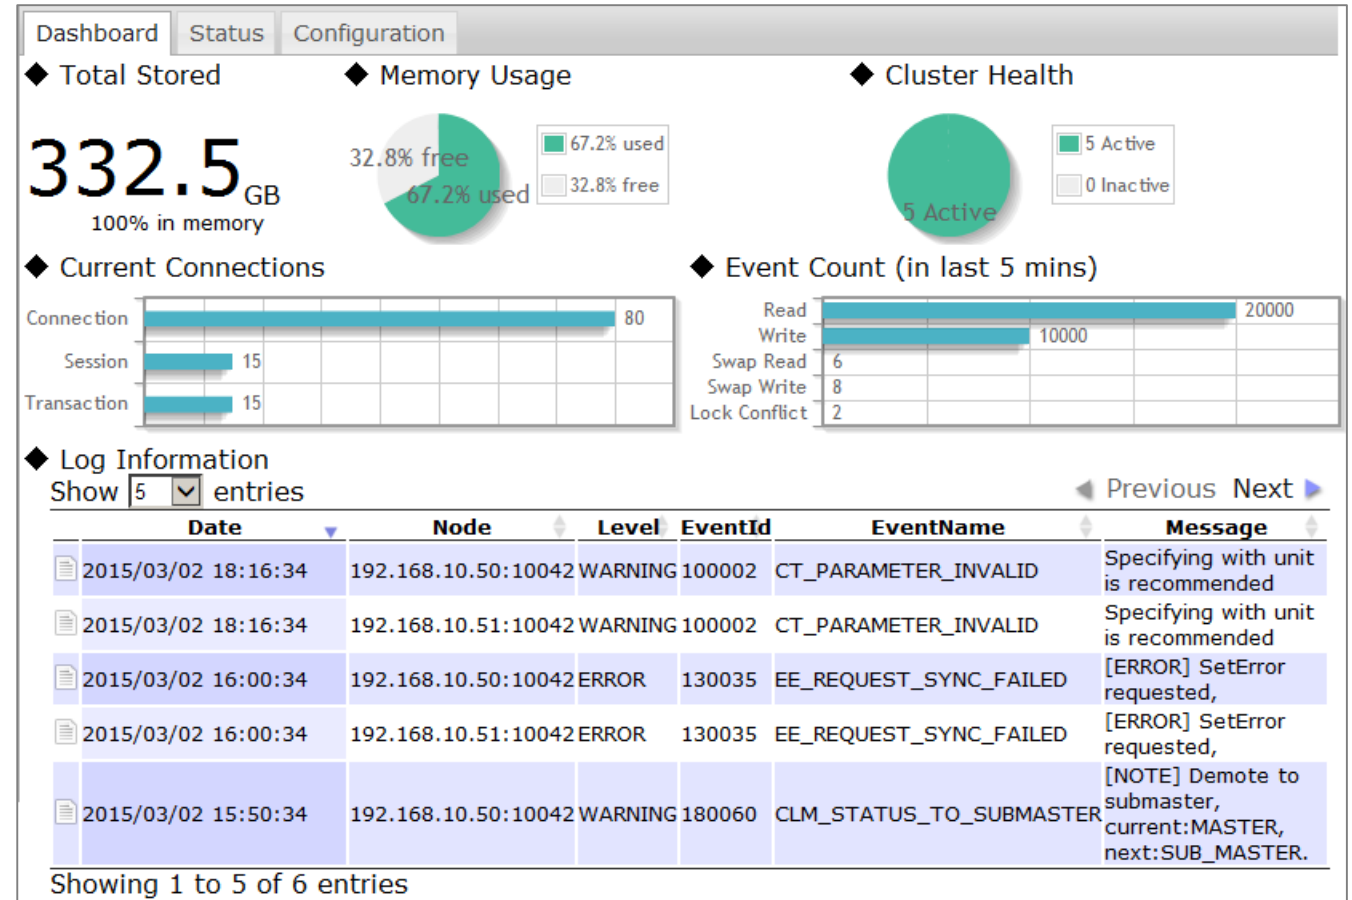 Dashboard Status Configuration
Total Stored
Memory Usage
Cluster Health
332.5 GB
100% in memory
32.8% free
67.2% used
67.2% used
32.8% free
5 Active
5 Active
0 Inactive
Current Connections
Connection 80
Session 15
Transaction 15
Event Count (in last 5 mins)
Read 20000
Write 10000
Swap Read 6
Swap Write 8
Lock Conflict 2
Log Information
Show 5 entries
Previous Next
Date Node Level EventId EventName Message
2015/03/02 18:16:34 192.168.10.50:10042 WARNING 100002 CT_PARAMETER_INVALID Specifying with unit
is recommended
2015/03/02 18:16:34 192.168.10.51:10042 WARNING 100002 CT_PARAMETER_INVALID Specifying with unit
is recommended
2015/03/02 16:00:34 192.168.10.50:10042 ERROR 130035 EE_REQUEST_SYNC_FAILED [ERROR] SetError
requested,
2015/03/02 16:00:34 192.168.10.51:10042 ERROR 130035 EE_REQUEST_SYNC_FAILED [ERROR] SetError
requested,
2015/03/02 15:50:34 192.168.10.50:10042 WARNING 180060 CLM_STATUS_TO_SUBMASTER [NOTE] Demote to
submaster,
current:MASTER,
next:SUB_MASTER.
Showing 1 to 5 of 6 entries